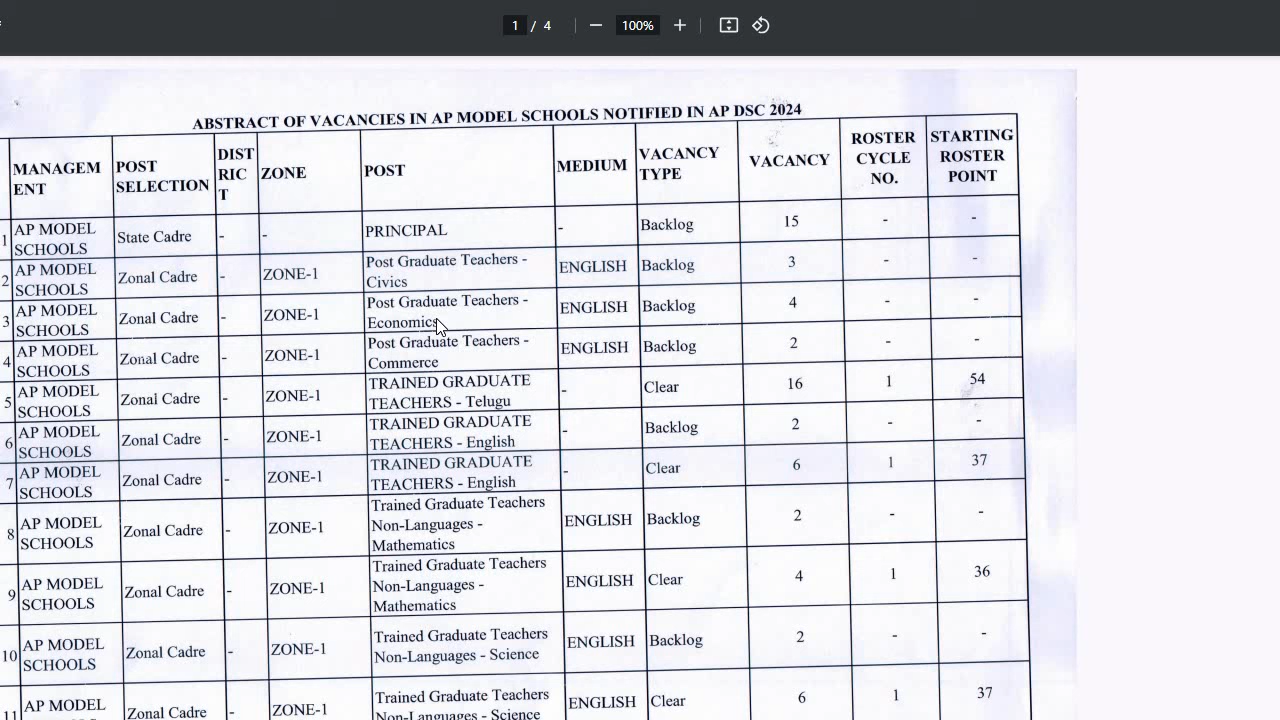 1 / 4 100%
ABSTRACT OF VACANCIES IN AP MODEL SCHOOLS NOTIFIED IN AP DSC 2024
MANAGEM ENT POST SELECTION DIST RIC T ZONE POST MEDIUM VACANCY TYPE VACANCY ROSTER CYCLE NO. STARTING ROSTER POINT
1 AP MODEL SCHOOLS State Cadre - - PRINCIPAL - Backlog 15 - -
2 AP MODEL SCHOOLS Zonal Cadre - ZONE-1 Post Graduate Teachers - Civics ENGLISH Backlog 3 - -
3 AP MODEL SCHOOLS Zonal Cadre - ZONE-1 Post Graduate Teachers - Economics ENGLISH Backlog 4 - -
4 AP MODEL SCHOOLS Zonal Cadre - ZONE-1 Post Graduate Teachers - Commerce ENGLISH Backlog 2 - -
5 AP MODEL SCHOOLS Zonal Cadre - ZONE-1 TRAINED GRADUATE TEACHERS - Telugu - Clear 16 1 54
6 AP MODEL SCHOOLS Zonal Cadre - ZONE-1 TRAINED GRADUATE TEACHERS - English - Backlog 2 - -
7 AP MODEL SCHOOLS Zonal Cadre - ZONE-1 TRAINED GRADUATE TEACHERS - English - Clear 6 1 37
8 AP MODEL SCHOOLS Zonal Cadre - ZONE-1 Trained Graduate Teachers Non-Languages - Mathematics ENGLISH Backlog 2 - -
9 AP MODEL SCHOOLS Zonal Cadre - ZONE-1 Trained Graduate Teachers Non-Languages - Mathematics ENGLISH Clear 4 1 36
10 AP MODEL SCHOOLS Zonal Cadre - ZONE-1 Trained Graduate Teachers Non-Languages - Science ENGLISH Backlog 2 - -
11 AP MODEL SCHOOLS Zonal Cadre - ZONE-1 Trained Graduate Teachers Non-Languages - Science ENGLISH Clear 6 1 37